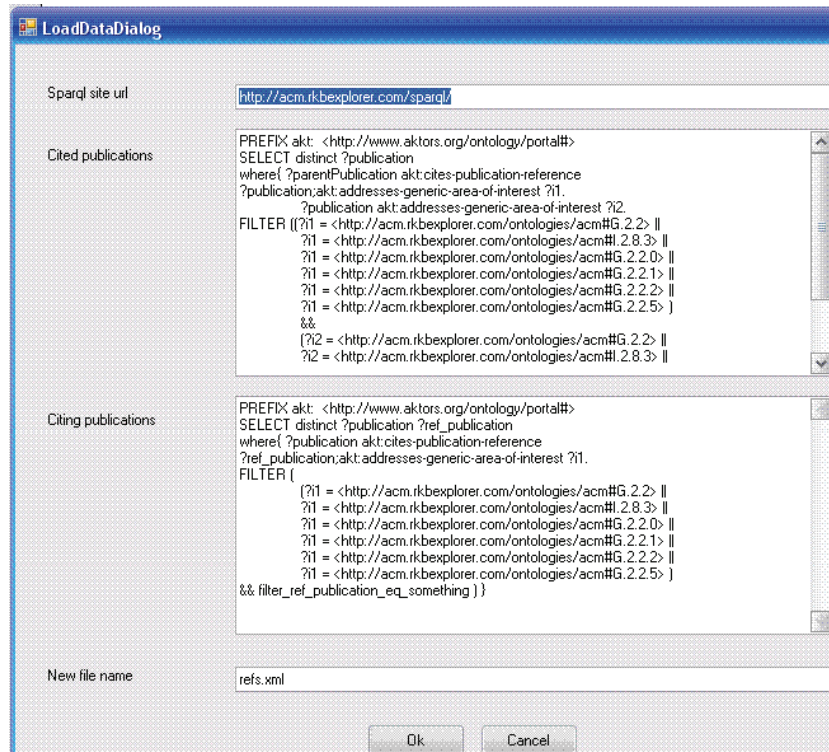 LoadDataDialog
Sparql site url
http://acm.rkbexplorer.com/sparql/
Cited publications
PREFIX akt: <http://www.aktors.org/ontology/portal#>
SELECT distinct ?publication
where{ ?parentPublication akt:cites-publication-reference
?publication;akt:addresses-generic-area-of-interest ?i1.
?publication akt:addresses-generic-area-of-interest ?i2.
FILTER ((?i1 = <http://acm.rkbexplorer.com/ontologies/acm#G.2.2> ||
?i1 = <http://acm.rkbexplorer.com/ontologies/acm#I.2.8.3> ||
?i1 = <http://acm.rkbexplorer.com/ontologies/acm#G.2.2.0> ||
?i1 = <http://acm.rkbexplorer.com/ontologies/acm#G.2.2.1> ||
?i1 = <http://acm.rkbexplorer.com/ontologies/acm#G.2.2.2> ||
?i1 = <http://acm.rkbexplorer.com/ontologies/acm#G.2.2.5> )
&&
(?i2 = <http://acm.rkbexplorer.com/ontologies/acm#G.2.2> ||
?i2 = <http://acm.rkbexplorer.com/ontologies/acm#I.2.8.3> ||
Citing publications
PREFIX akt: <http://www.aktors.org/ontology/portal#>
SELECT distinct ?publication ?ref_publication
where{ ?publication akt:cites-publication-reference
?ref_publication;akt:addresses-generic-area-of-interest ?i1.
FILTER (
(?i1 = <http://acm.rkbexplorer.com/ontologies/acm#G.2.2> ||
?i1 = <http://acm.rkbexplorer.com/ontologies/acm#I.2.8.3> ||
?i1 = <http://acm.rkbexplorer.com/ontologies/acm#G.2.2.0> ||
?i1 = <http://acm.rkbexplorer.com/ontologies/acm#G.2.2.1> ||
?i1 = <http://acm.rkbexplorer.com/ontologies/acm#G.2.2.2> ||
?i1 = <http://acm.rkbexplorer.com/ontologies/acm#G.2.2.5> )
&& filter_ref_publication_eq_something ) }
New file name
refs.xml
Ok
Cancel